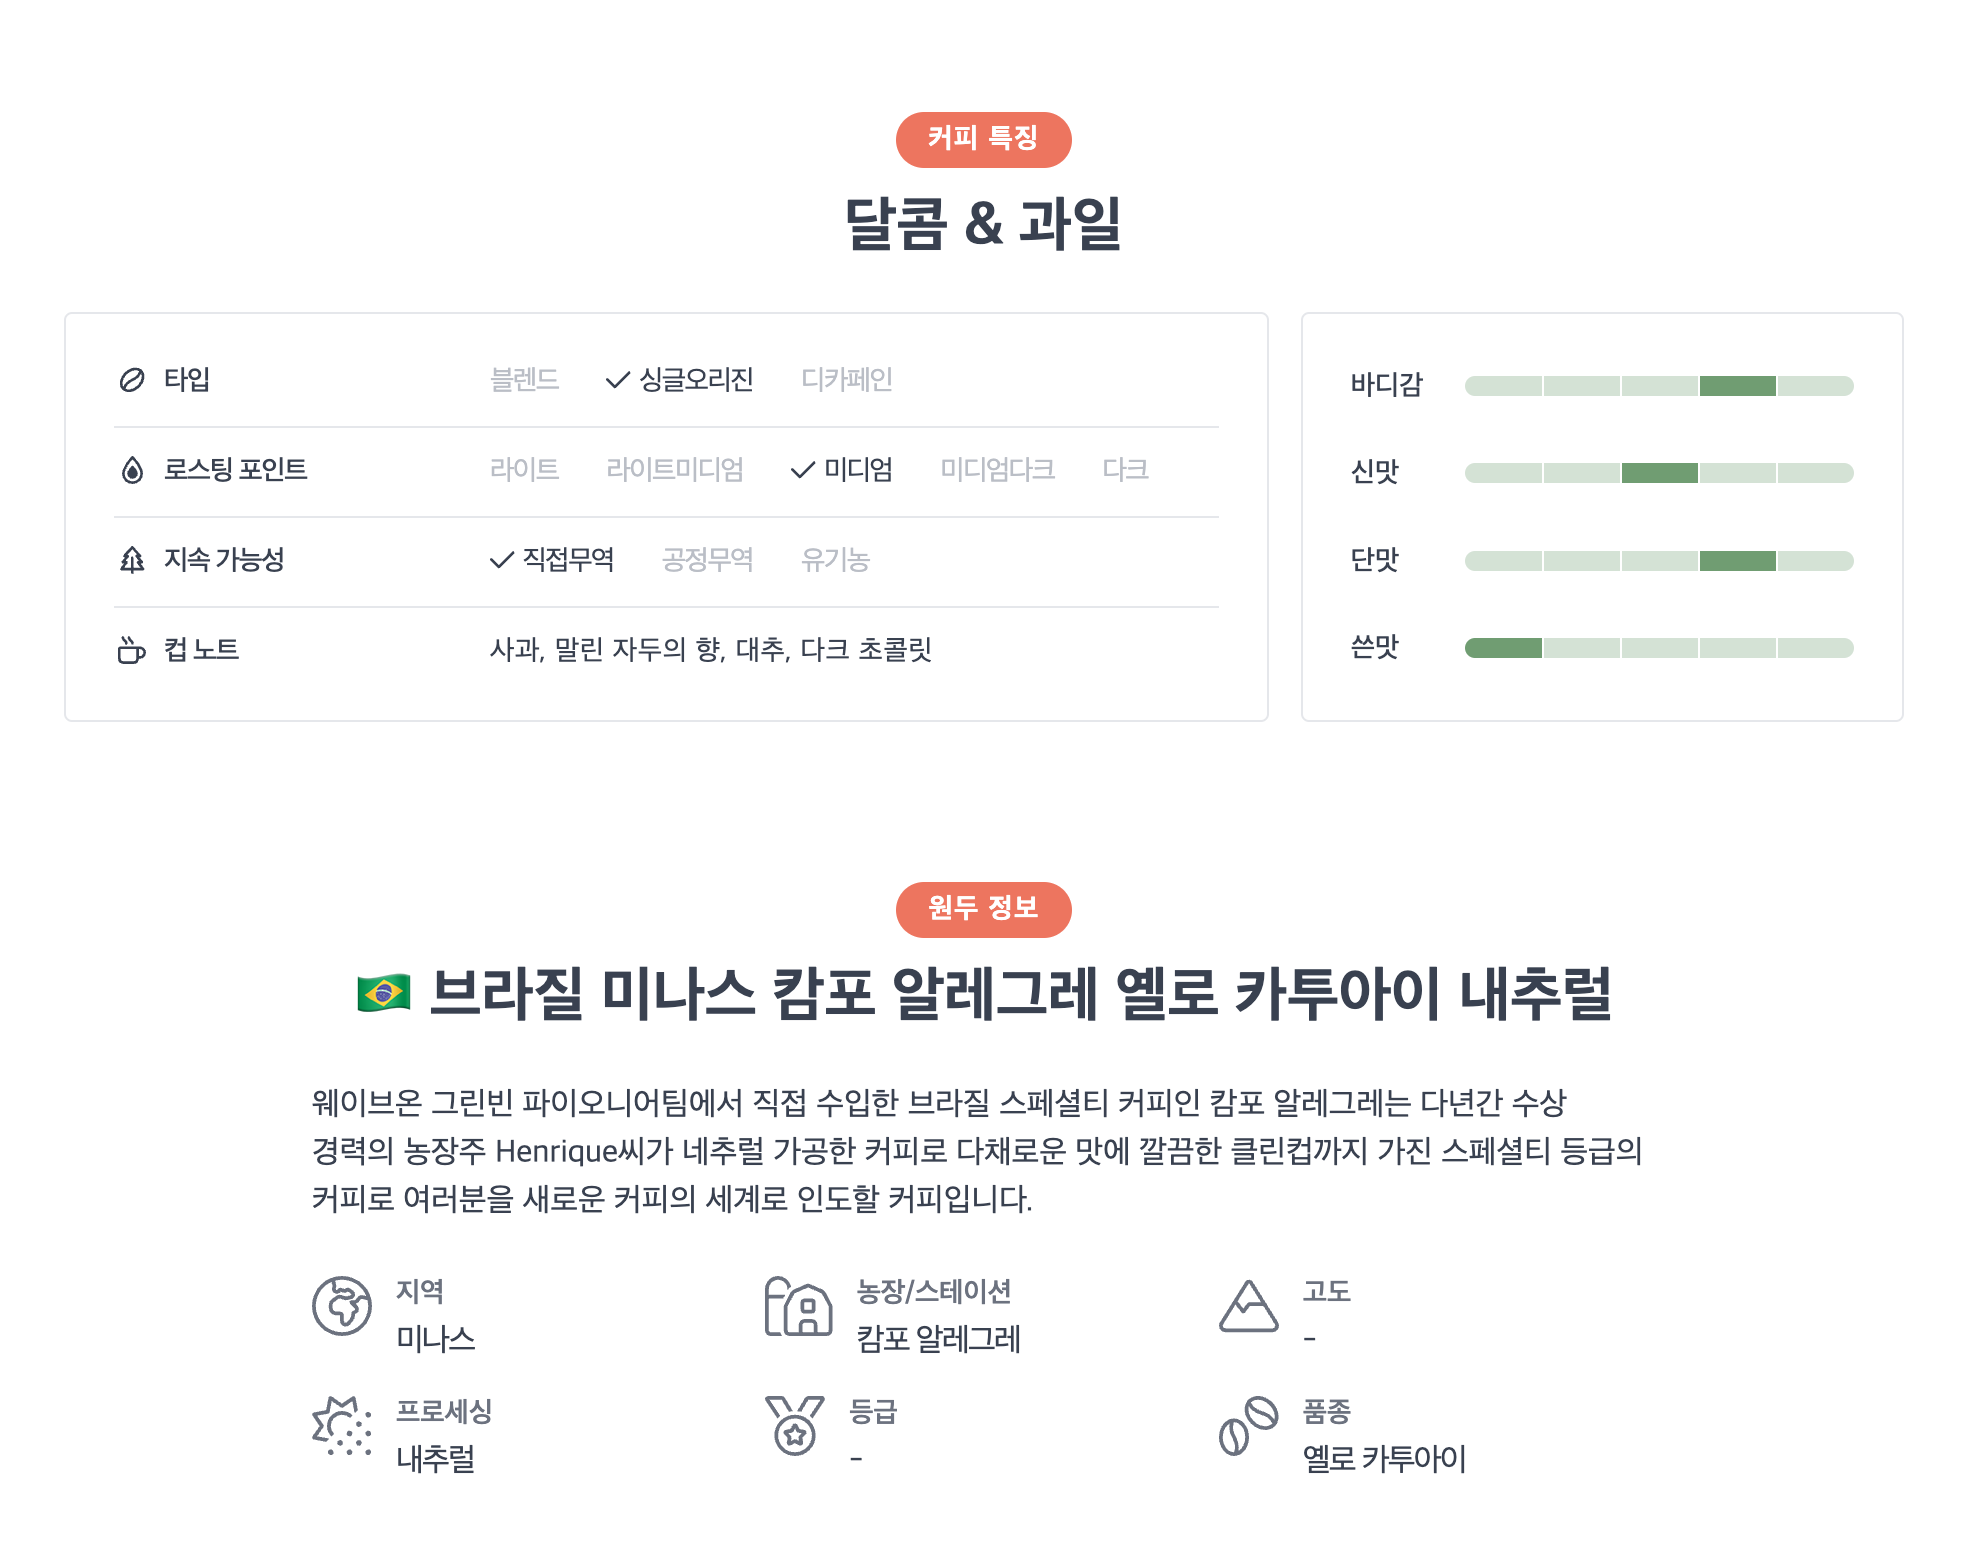 커피 특징
달콤 & 과일
타입 블렌드 싱글오리진 디카페인
로스팅 포인트 라이트 라이트미디엄 미디엄 미디엄다크 다크
지속 가능성 직접무역 공정무역 유기농
컵 노트 사과, 말린 자두의 향, 대추, 다크 초콜릿
바디감
신맛
단맛
쓴맛
원두 정보
브라질 미나스 캄포 알레그레 옐로 카투아이 내추럴
웨이브온 그린빈 파이오니어팀에서 직접 수입한 브라질 스페셜티 커피인 캄포 알레그레는 다년간 수상
경력의 농장주 Henrique씨가 네추럴 가공한 커피로 다채로운 맛에 깔끔한 클린컵까지 가진 스페셜티 등급의
커피로 여러분을 새로운 커피의 세계로 인도할 커피입니다.
지역
미나스
농장/스테이션
캄포 알레그레
고도
-
프로세싱
내추럴
등급
-
품종
옐로 카투아이